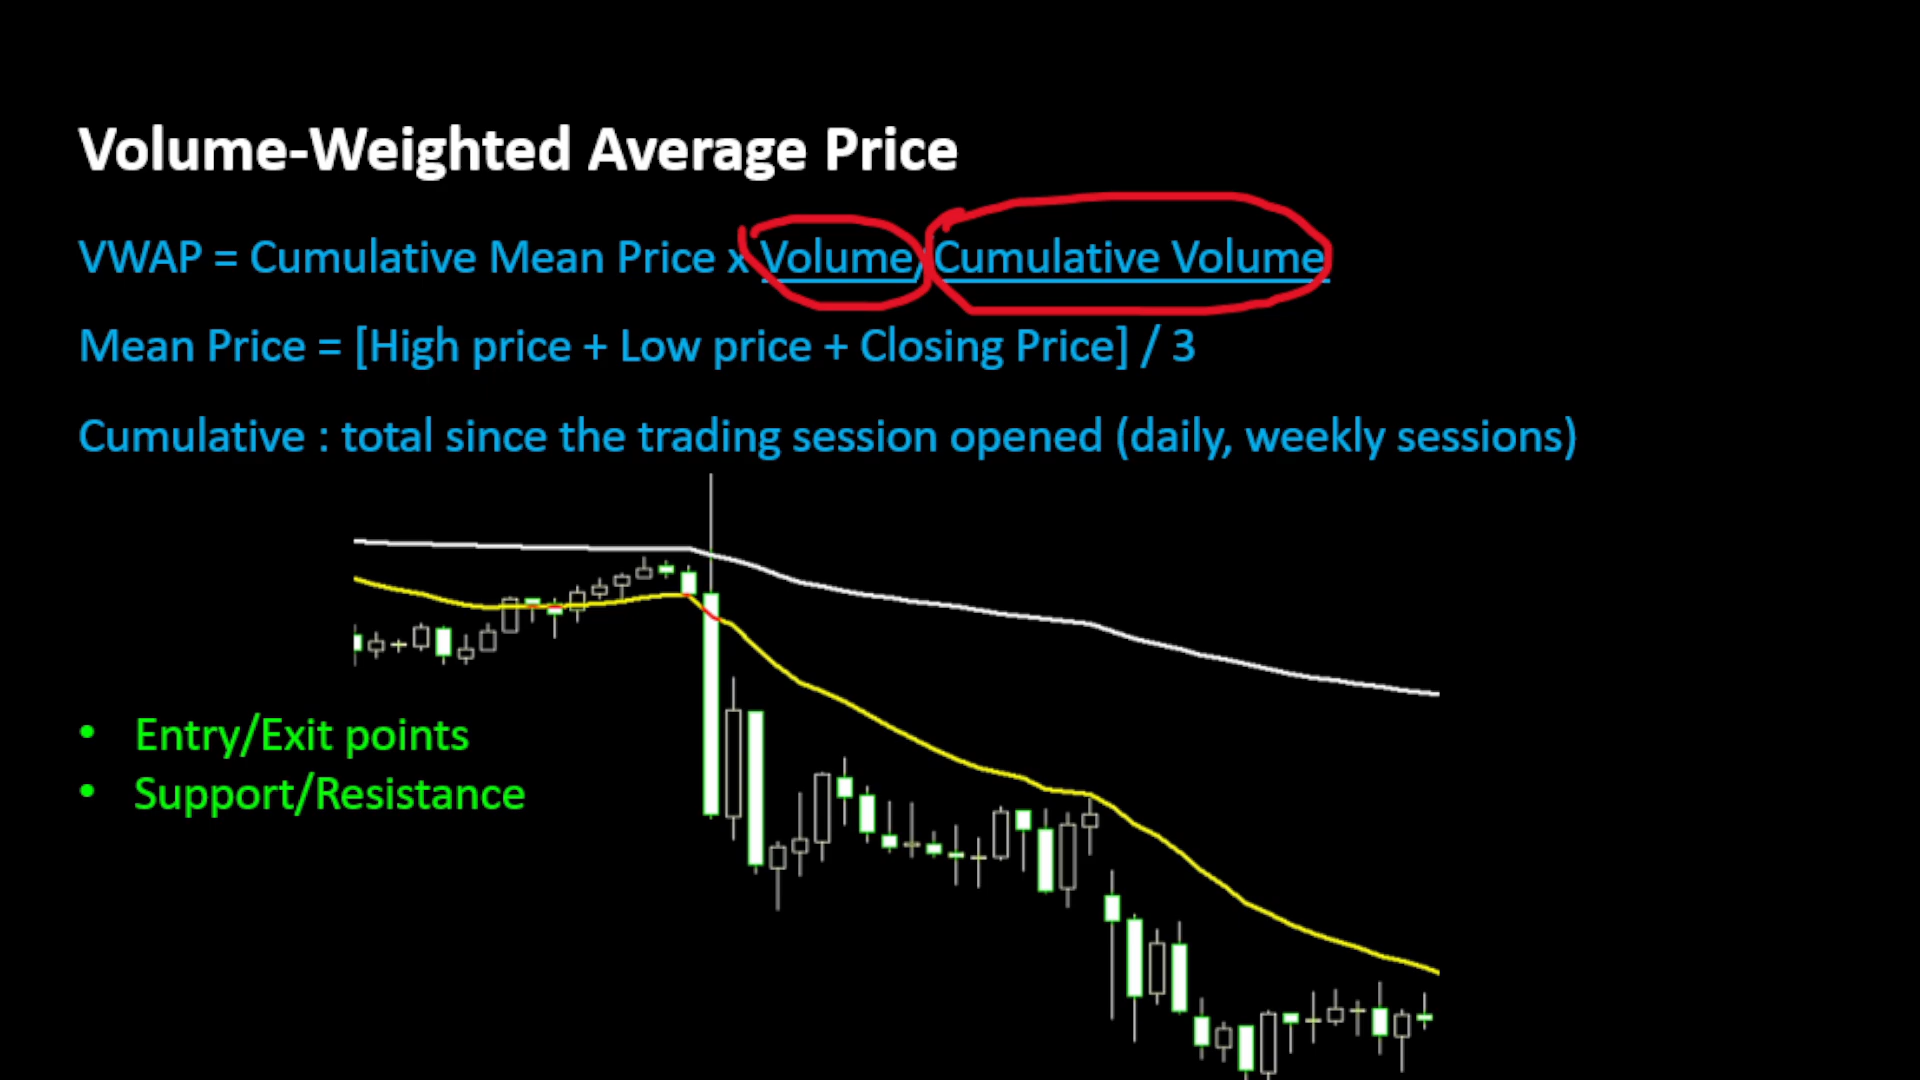 Volume-Weighted Average Price
VWAP = Cumulative Mean Price x Volume/ Cumulative Volume
Mean Price = [High price + Low price + Closing Price] / 3
Cumulative : total since the trading session opened (daily, weekly sessions)
• Entry/Exit points
• Support/Resistance